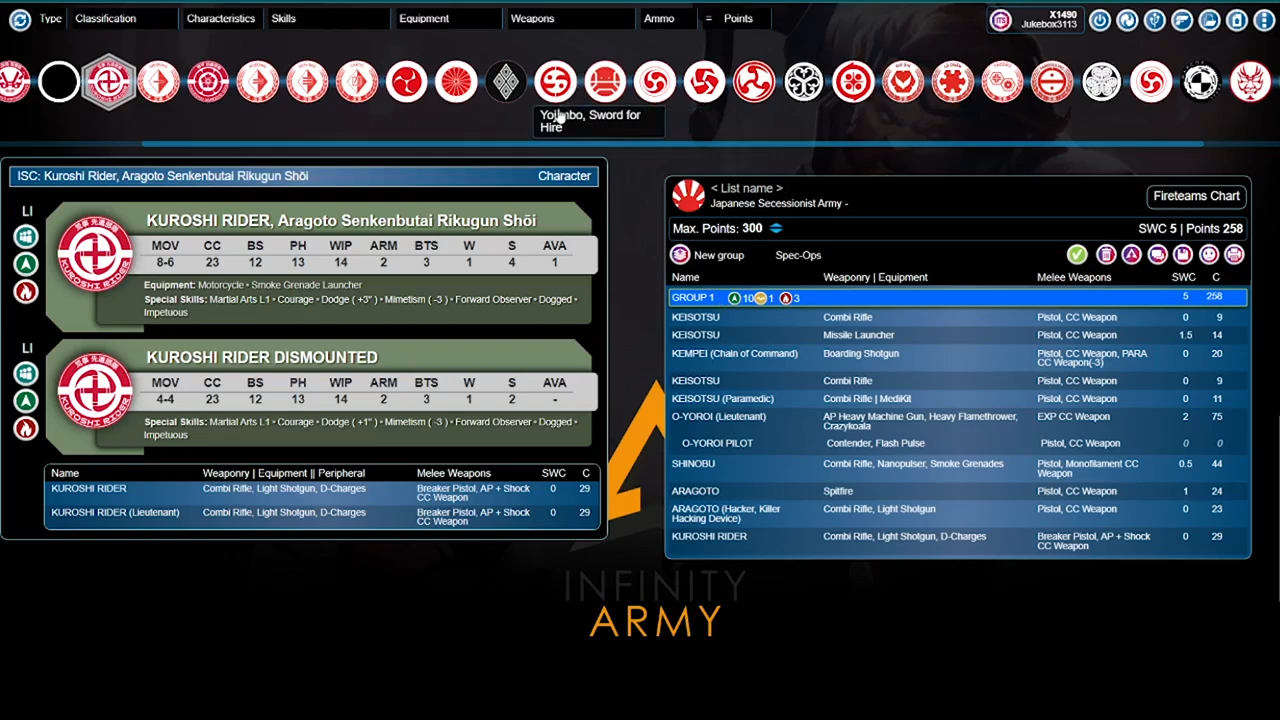 Type
Classification
Characteristics
Skills
Equipment
Weapons
Ammo
=
Points
X1490
Jukebox3113
Yojimbo, Sword for
Hire
ISC: Kuroshi Rider, Aragoto Senkenbutai Rikugun Shōi
Character
LI
KUROSHI RIDER, Aragoto Senkenbutai Rikugun Shōi
MOV CC BS PH WIP ARM BTS W S AVA
8-6 23 12 13 14 2 3 1 4 1
Equipment: Motorcycle • Smoke Grenade Launcher
Special Skills: Martial Arts L1 • Courage • Dodge ( +3" ) • Mimetism ( -3 ) • Forward Observer • Dogged •
Impetuous
KUROSHI RIDER
LI
KUROSHI RIDER DISMOUNTED
MOV CC BS PH WIP ARM BTS W S AVA
4-4 23 12 13 14 2 3 1 2 -
Special Skills: Martial Arts L1 • Courage • Dodge ( +1" ) • Mimetism ( -3 ) • Forward Observer • Dogged •
Impetuous
KUROSHI RIDER
Name Weaponry | Equipment || Peripheral Melee Weapons SWC C
KUROSHI RIDER Combi Rifle, Light Shotgun, D-Charges Breaker Pistol, AP + Shock 0 29
CC Weapon
KUROSHI RIDER (Lieutenant) Combi Rifle, Light Shotgun, D-Charges Breaker Pistol, AP + Shock 0 29
CC Weapon
< List name >
Japanese Secessionist Army -
Fireteams Chart
Max. Points: 300
SWC 5 | Points 258
New group
Spec-Ops
Name Weaponry | Equipment Melee Weapons SWC C
GROUP 1 10 1 3 5 258
KEISOTSU Combi Rifle Pistol, CC Weapon 0 9
KEISOTSU Missile Launcher Pistol, CC Weapon 1.5 14
KEMPEI (Chain of Command) Boarding Shotgun Pistol, CC Weapon, PARA 0 20
CC Weapon(-3)
KEISOTSU Combi Rifle Pistol, CC Weapon 0 9
KEISOTSU (Paramedic) Combi Rifle | MediKit Pistol, CC Weapon 0 11
O-YOROI (Lieutenant) AP Heavy Machine Gun, Heavy Flamethrower, EXP CC Weapon 2 75
Crazykoala
O-YOROI PILOT Contender, Flash Pulse Pistol, CC Weapon 0 0
SHINOBU Combi Rifle, Nanopulser, Smoke Grenades Pistol, Monofilament CC 0.5 44
Weapon
ARAGOTO Spitfire Pistol, CC Weapon 1 24
ARAGOTO (Hacker, Killer Combi Rifle, Light Shotgun Pistol, CC Weapon 0 23
Hacking Device)
KUROSHI RIDER Combi Rifle, Light Shotgun, D-Charges Breaker Pistol, AP + Shock 0 29
CC Weapon
INFINITY
ARMY